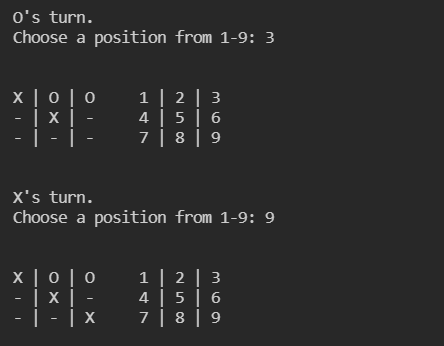 O's turn.
Choose a position from 1-9: 3
X | O | O     1 | 2 | 3
- | X | -     4 | 5 | 6
- | - | -     7 | 8 | 9
X's turn.
Choose a position from 1-9: 9
X | O | O     1 | 2 | 3
- | X | -     4 | 5 | 6
- | - | X     7 | 8 | 9